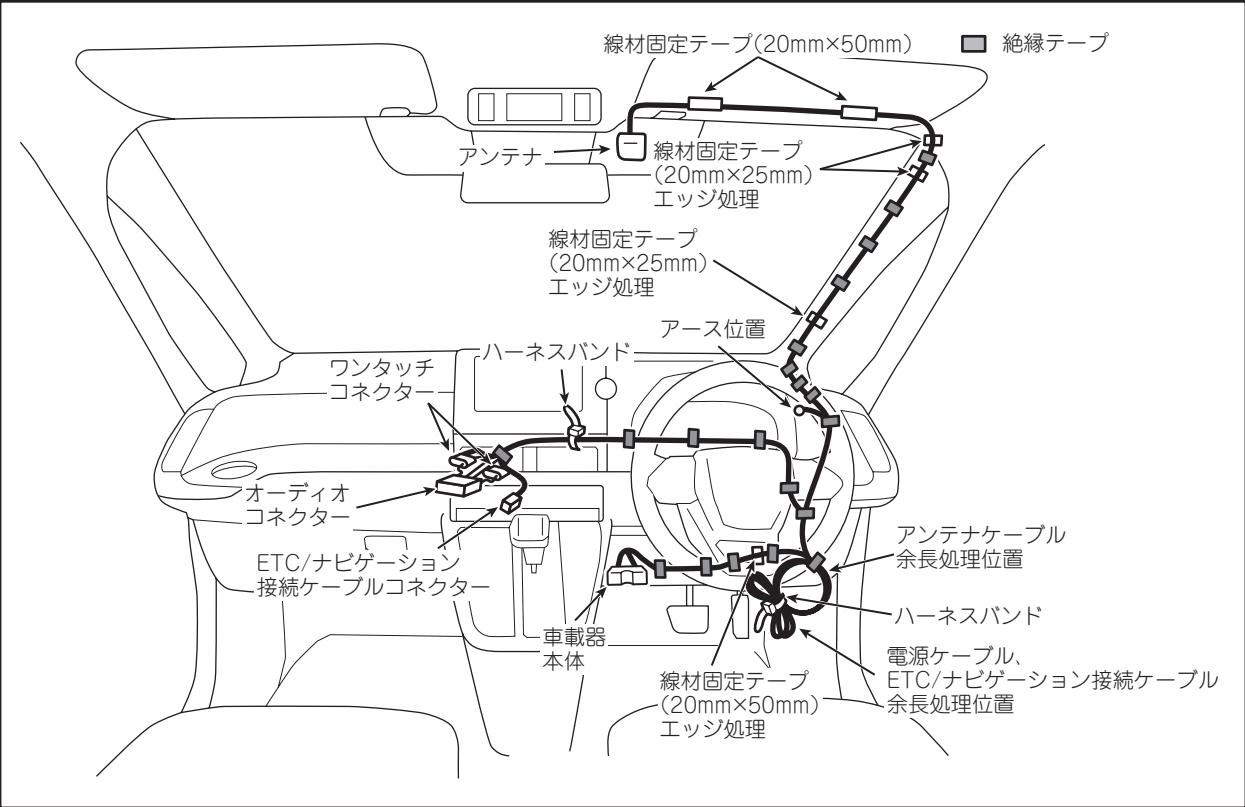 線材固定テープ(20mm×50mm)
絶縁テープ
アンテナ
線材固定テープ
(20mm×25mm)
エッジ処理
線材固定テープ
(20mm×25mm)
エッジ処理
アース位置
ハーネスバンド
ワンタッチ
コネクター
オーディオ
コネクター
ETC/ナビゲーション
接続ケーブルコネクター
車載器
本体
線材固定テープ
(20mm×50mm)
エッジ処理
アンテナケーブル
余長処理位置
ハーネスバンド
電源ケーブル、
ETC/ナビゲーション接続ケーブル
余長処理位置